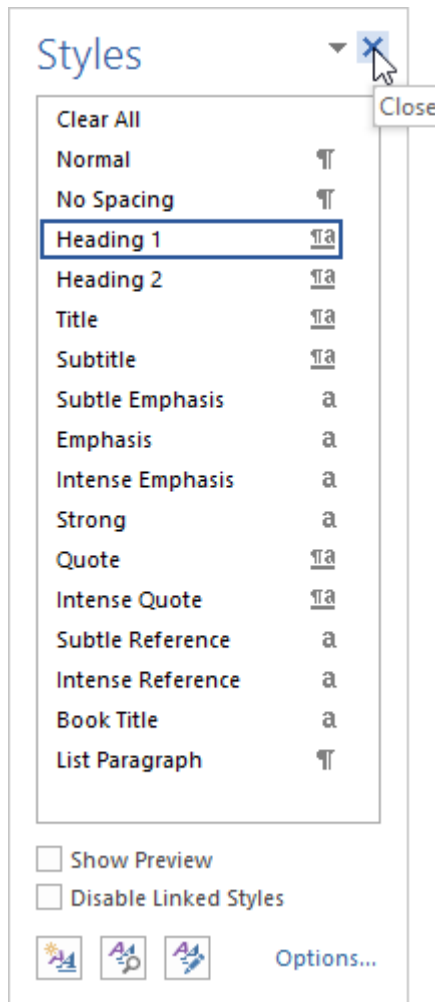 Styles
Close
Clear All
Normal ¶
No Spacing ¶
Heading 1 ¶a
Heading 2 ¶a
Title ¶a
Subtitle ¶a
Subtle Emphasis a
Emphasis a
Intense Emphasis a
Strong a
Quote ¶a
Intense Quote ¶a
Subtle Reference a
Intense Reference a
Book Title a
List Paragraph ¶
Show Preview
Disable Linked Styles
Options...